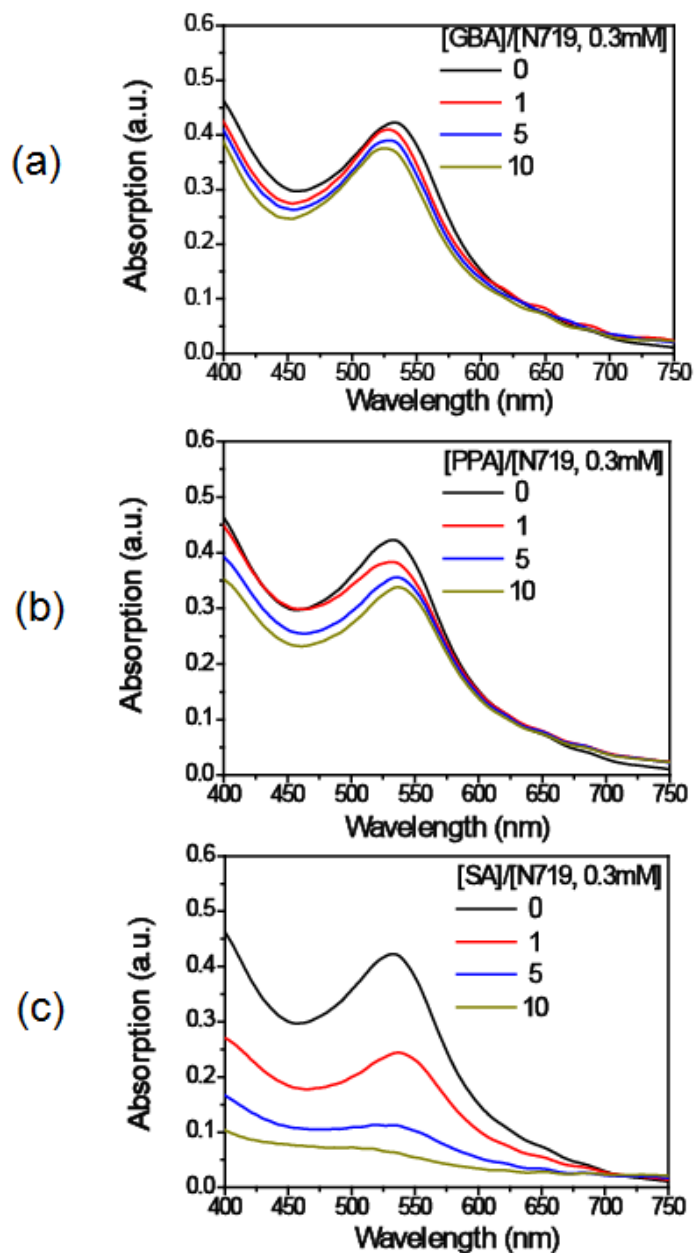 (a)
Absorption (a.u.)
0.6
0.5
0.4
0.3
0.2
0.1
0.0
[GBA]/[N719, 0.3mM]
0
1
5
10
400 450 500 550 600 650 700 750
Wavelength (nm)
(b)
Absorption (a.u.)
0.6
0.5
0.4
0.3
0.2
0.1
0.0
[PPA]/[N719, 0.3mM]
0
1
5
10
400 450 500 550 600 650 700 750
Wavelength (nm)
(c)
Absorption (a.u.)
0.6
0.5
0.4
0.3
0.2
0.1
0.0
[SA]/[N719, 0.3mM]
0
1
5
10
400 450 500 550 600 650 700 750
Wavelength (nm)